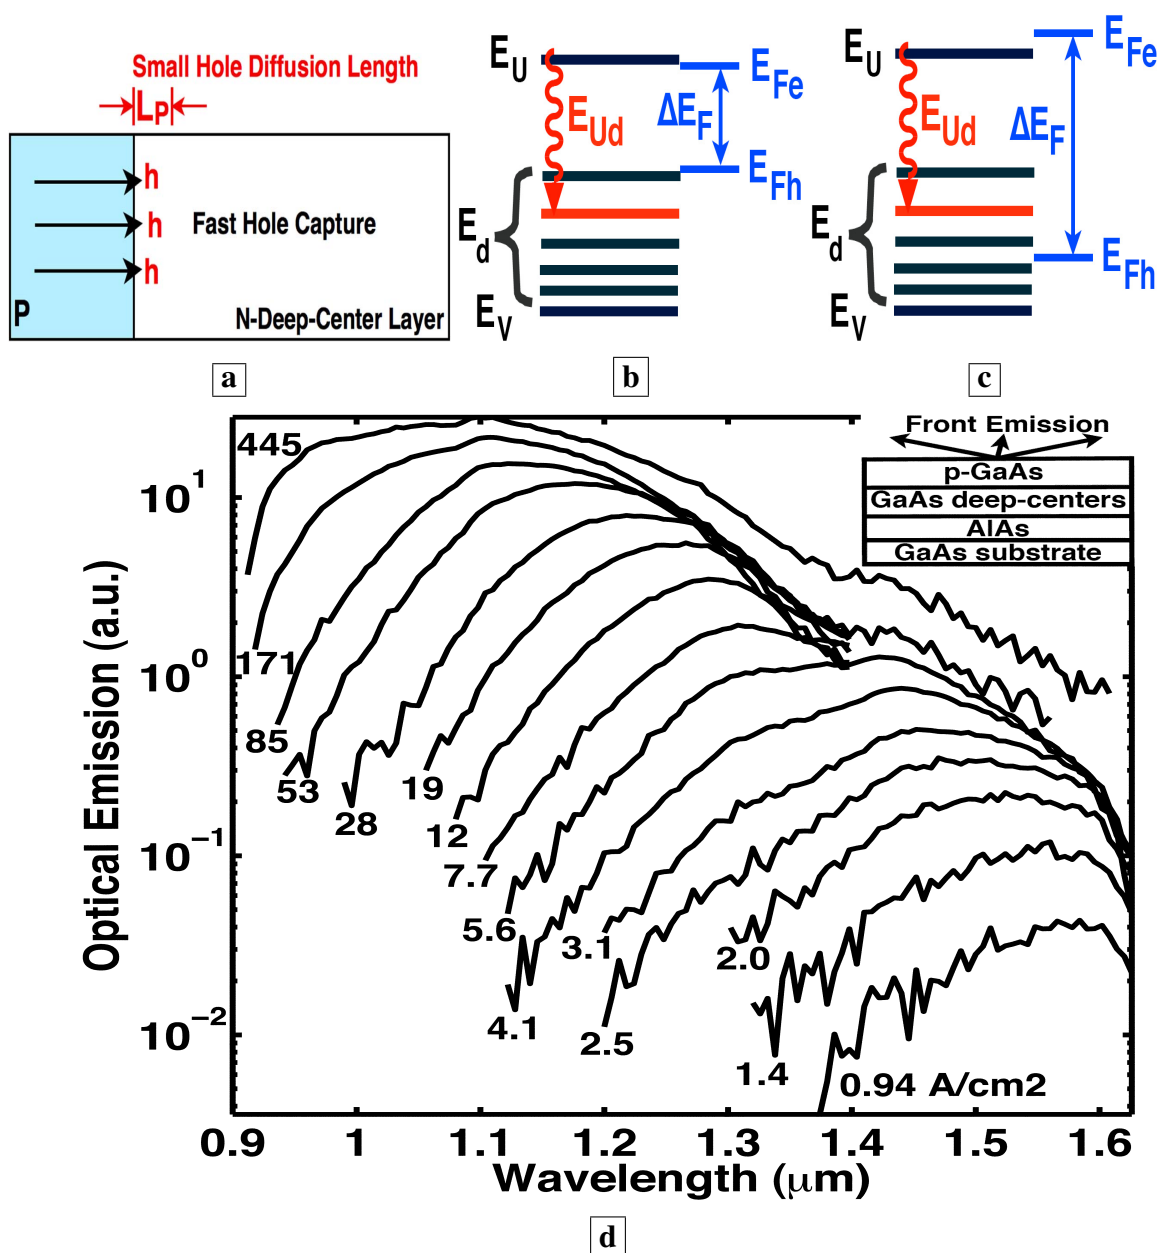 Small Hole Diffusion Length
LP
h
h
Fast Hole Capture
h
P
N-Deep-Center Layer
a
EU
EUd
Ed
EV
EFe
ΔEF
EFh
b
EU
EUd
Ed
EV
EFe
ΔEF
EFh
c
Front Emission
p-GaAs
GaAs deep-centers
AlAs
GaAs substrate
Optical Emission (a.u.)
10^1
10^0
10^−1
10^−2
445
171
85
53
28
19
12
7.7
5.6
4.1
3.1
2.5
2.0
1.4
0.94 A/cm2
0.9 1 1.1 1.2 1.3 1.4 1.5 1.6
Wavelength (μm)
d